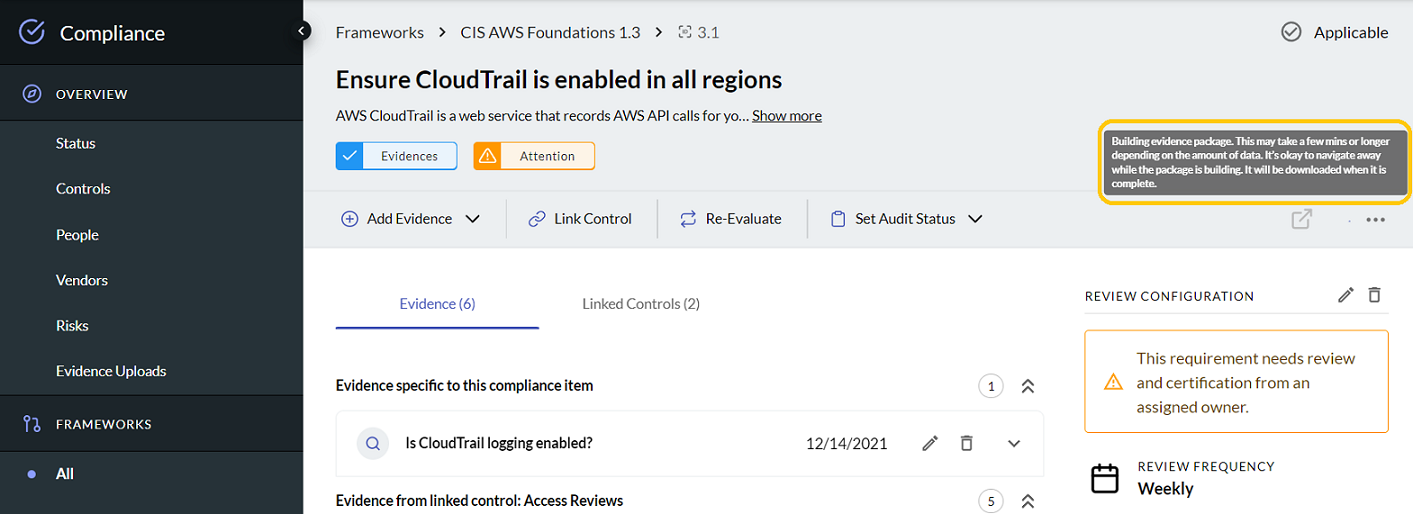 Compliance
OVERVIEW
Status
Controls
People
Vendors
Risks
Evidence Uploads
FRAMEWORKS
All
Frameworks > CIS AWS Foundations 1.3 > 3.1
Applicable
Ensure CloudTrail is enabled in all regions
AWS CloudTrail is a web service that records AWS API calls for yo... Show more
Evidences
Attention
Building evidence package. This may take a few mins or longer
depending on the amount of data. It's okay to navigate away
while the package is building. It will be downloaded when it is
complete.
Add Evidence
Link Control
Re-Evaluate
Set Audit Status
Evidence (6)
Linked Controls (2)
Evidence specific to this compliance item
1
Is CloudTrail logging enabled?
12/14/2021
Evidence from linked control: Access Reviews
5
REVIEW CONFIGURATION
This requirement needs review
and certification from an
assigned owner.
REVIEW FREQUENCY
Weekly